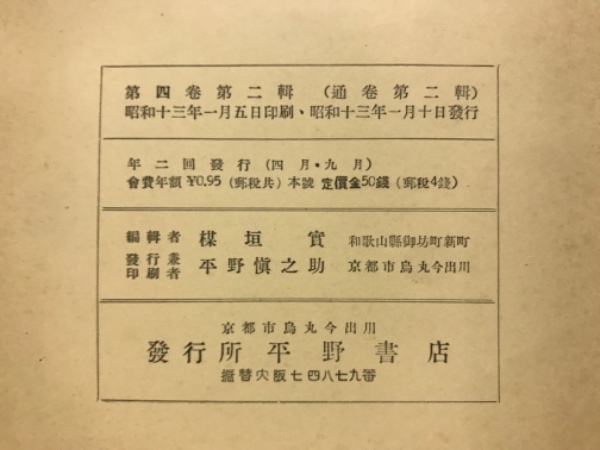 第四卷第二輯 (通卷第二輯)
昭和十三年一月五日印刷、昭和十三年一月十日發行
年二回發行(四月・九月)
會費年額¥0.95(郵稅共)本號 定價金50錢(郵稅4錢)
編輯者 楳垣實 和歌山縣御坊町新町
發行兼印刷者 平野愼之助 京都市烏丸今出川
京都市烏丸今出川
發行所平野書店
振替大阪七四八七九番